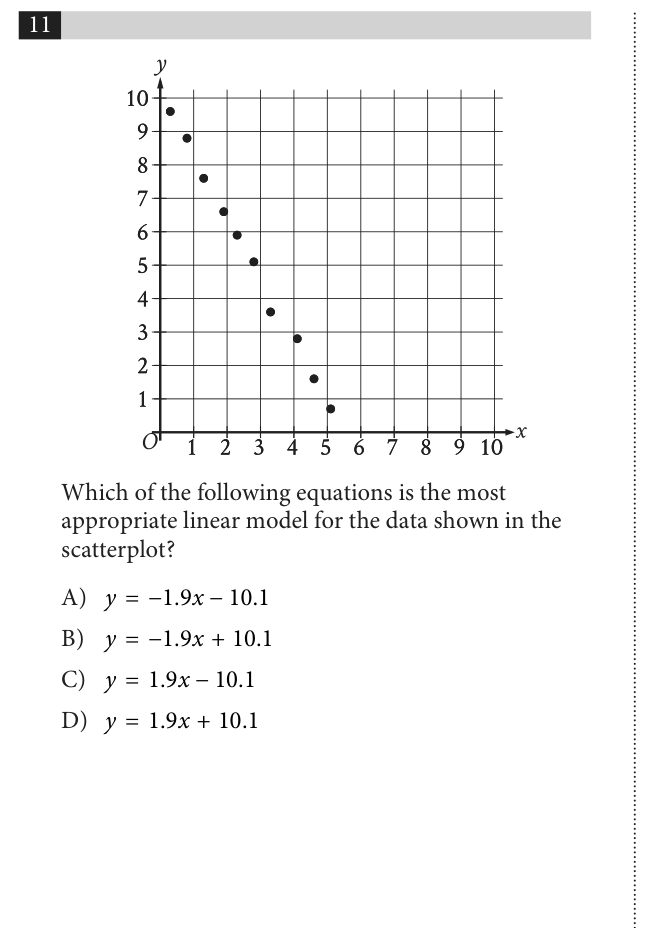 11
y
10
9
8
7
6
5
4
3
2
1
O 1 2 3 4 5 6 7 8 9 10 x
Which of the following equations is the most
appropriate linear model for the data shown in the
scatterplot?
A) y = −1.9x − 10.1
B) y = −1.9x + 10.1
C) y = 1.9x − 10.1
D) y = 1.9x + 10.1